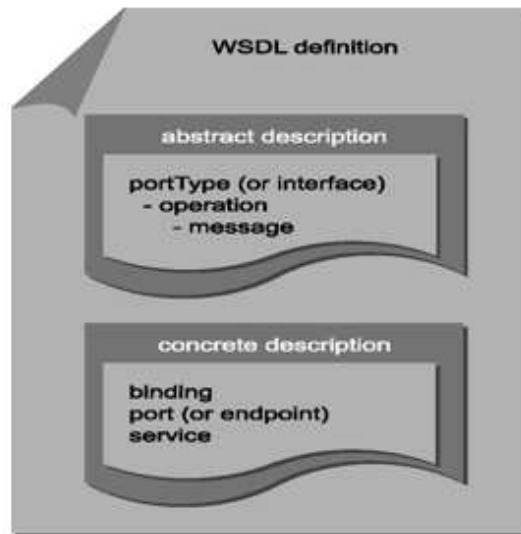 WSDL definition
abstract description
portType (or interface)
- operation
- message
concrete description
binding
port (or endpoint)
service